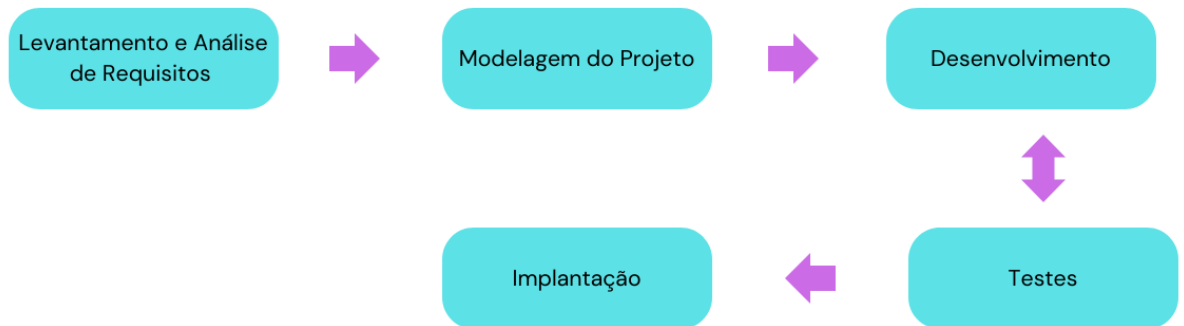 Levantamento e Análise
de Requisitos
Modelagem do Projeto
Desenvolvimento
Testes
Implantação